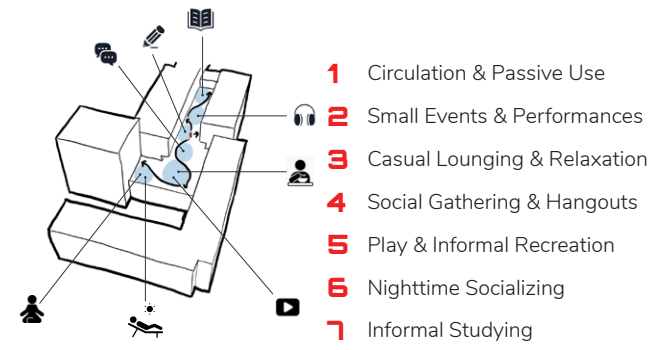 1 Circulation & Passive Use
2 Small Events & Performances
3 Casual Lounging & Relaxation
4 Social Gathering & Hangouts
5 Play & Informal Recreation
6 Nighttime Socializing
7 Informal Studying